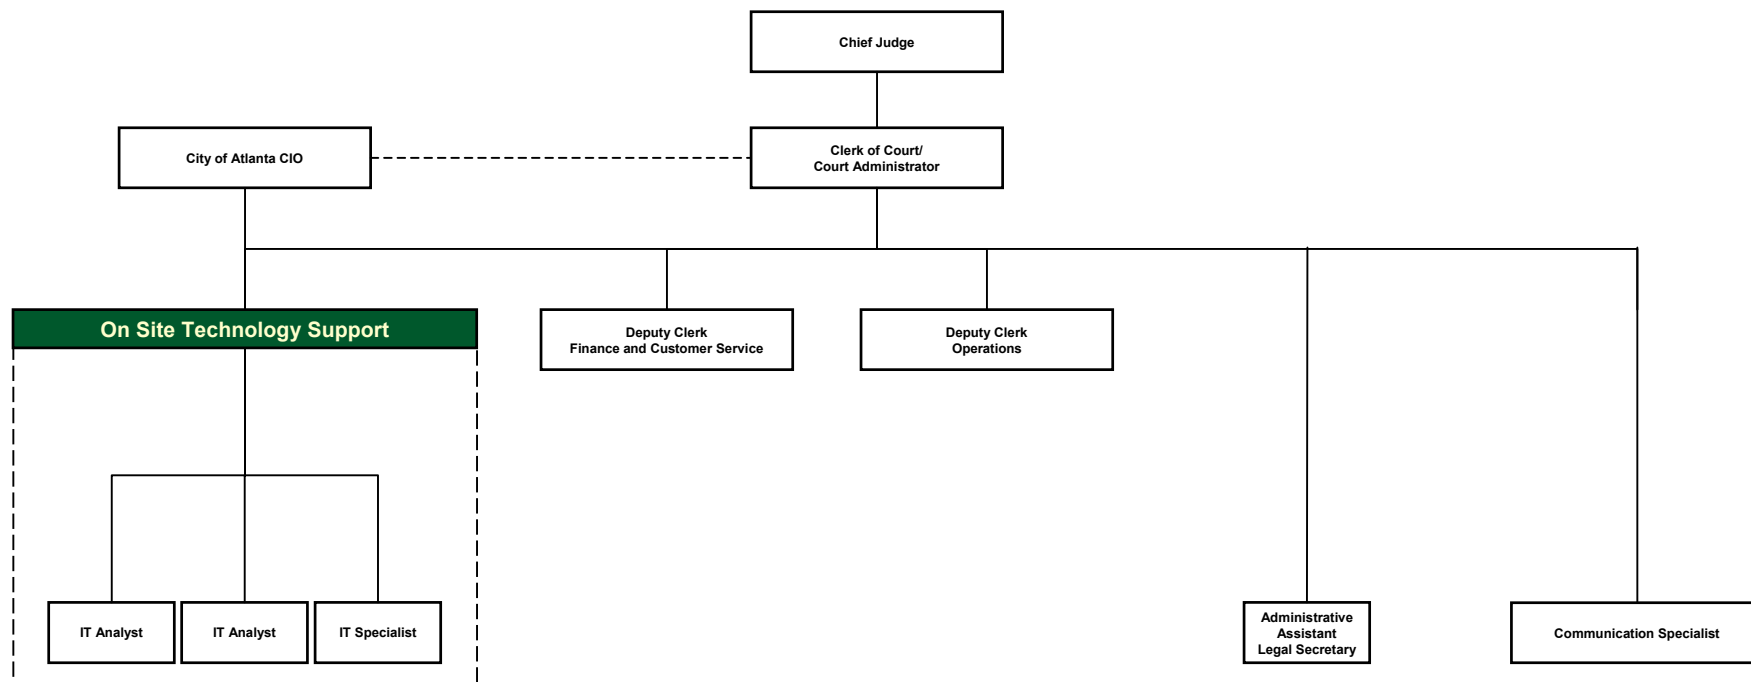 Chief Judge
City of Atlanta CIO
Clerk of Court/
Court Administrator
On Site Technology Support
Deputy Clerk
Finance and Customer Service
Deputy Clerk
Operations
IT Analyst
IT Analyst
IT Specialist
Administrative
Assistant
Legal Secretary
Communication Specialist